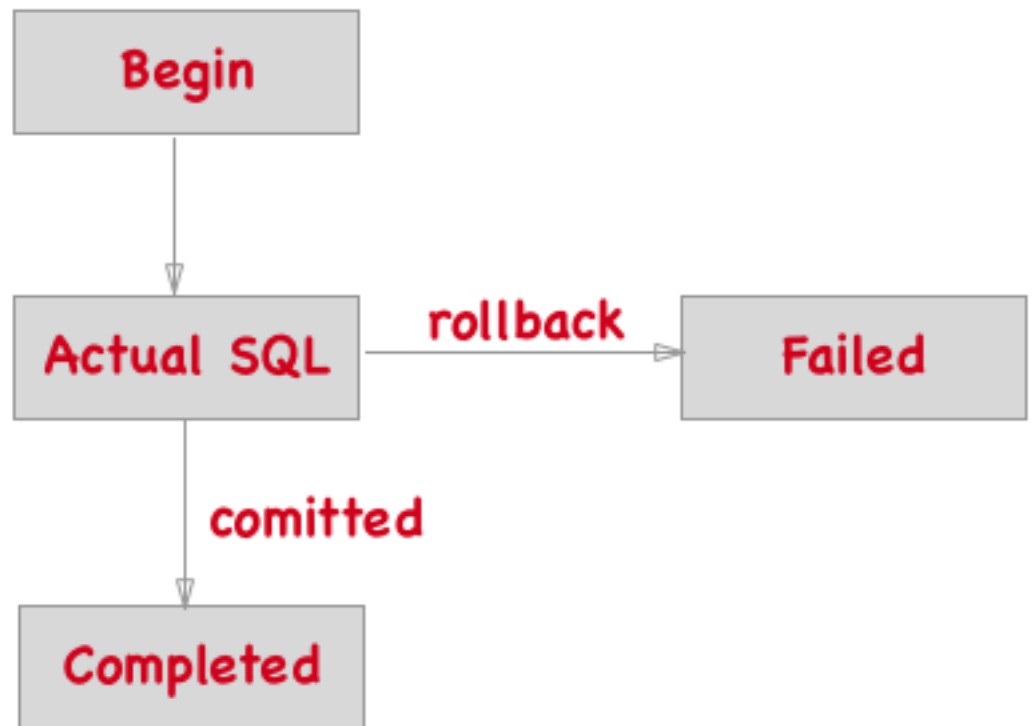 Begin
Actual SQL
rollback
Failed
comitted
Completed